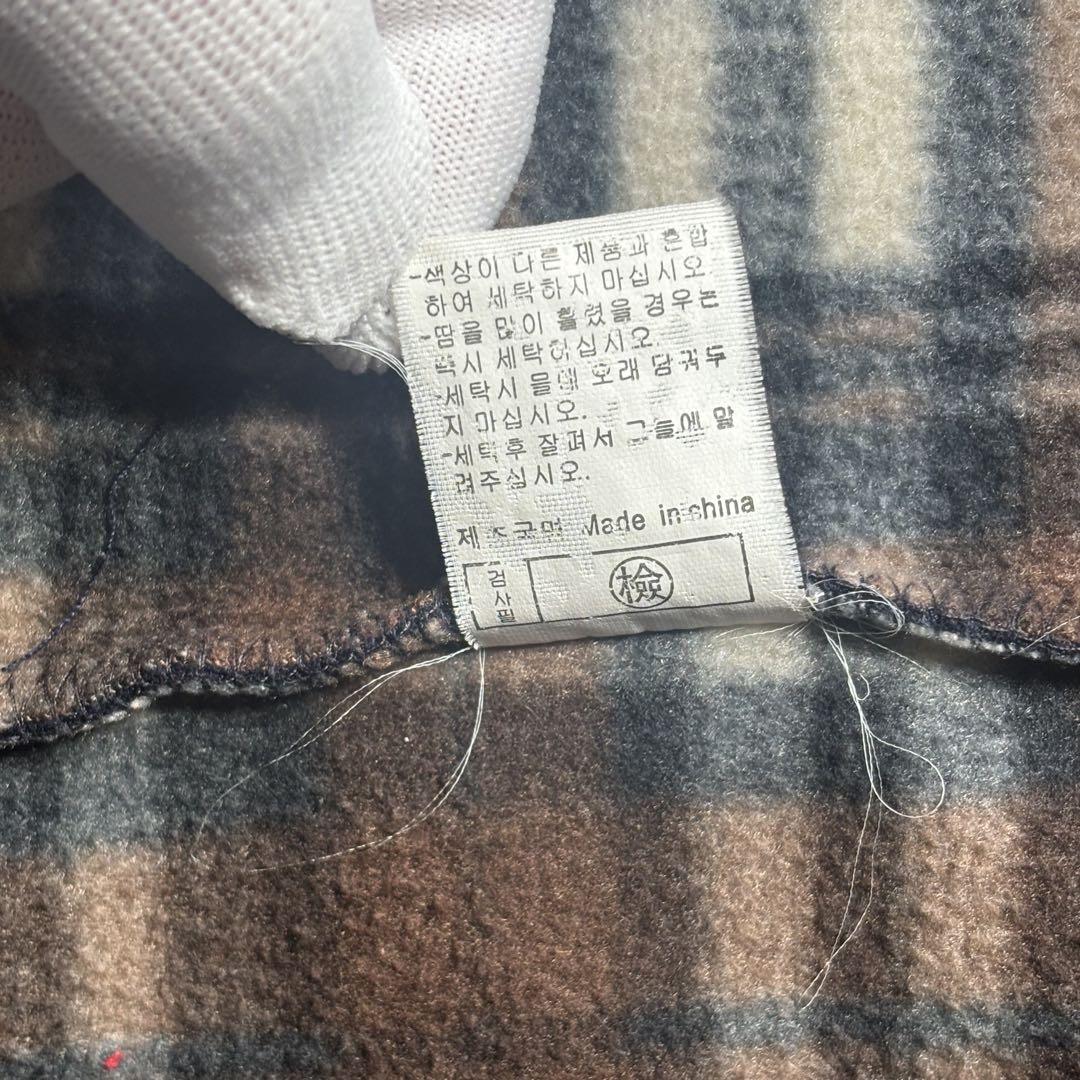 -색상이 다른 제품과 혼합
하여 세탁하지 마십시오
-땀을 많이 흘렸을 경우는
즉시 세탁하십시오.
-세탁시 물에 오래 담궈두
지 마십시오.
-세탁후 잘펴서 그늘에 말
려주십시오.
제조국명 Made in china
검사필
檢